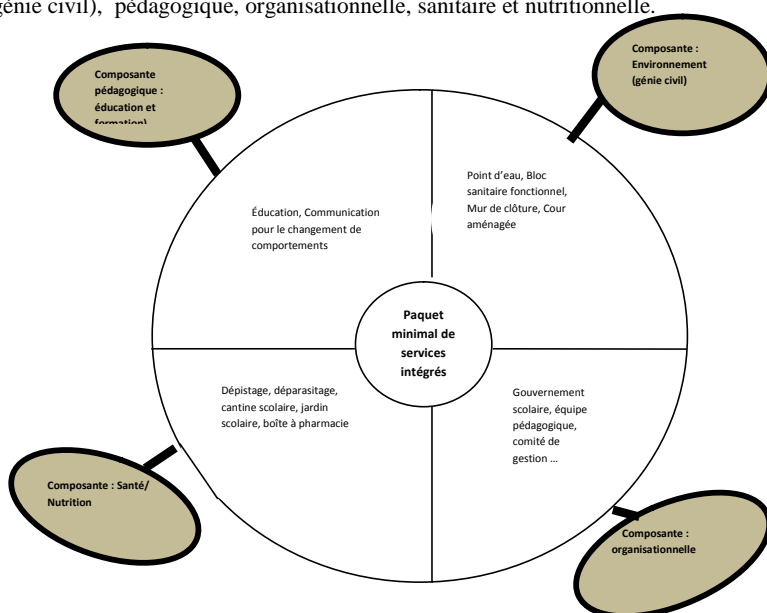 génie civil), pédagogique, organisationnelle, sanitaire et nutritionnelle.
Composante
pédagogique :
éducation et
formation)
Composante :
Environnement
(génie civil)
Éducation, Communication
pour le changement de
comportements
Point d'eau, Bloc
sanitaire fonctionnel,
Mur de clôture, Cour
aménagée
Paquet
minimal de
services
intégrés
Dépistage, déparasitage,
cantine scolaire, jardin
scolaire, boîte à pharmacie
Gouvernement
scolaire, équipe
pédagogique,
comité de
gestion ...
Composante : Santé/
Nutrition
Composante :
organisationnelle